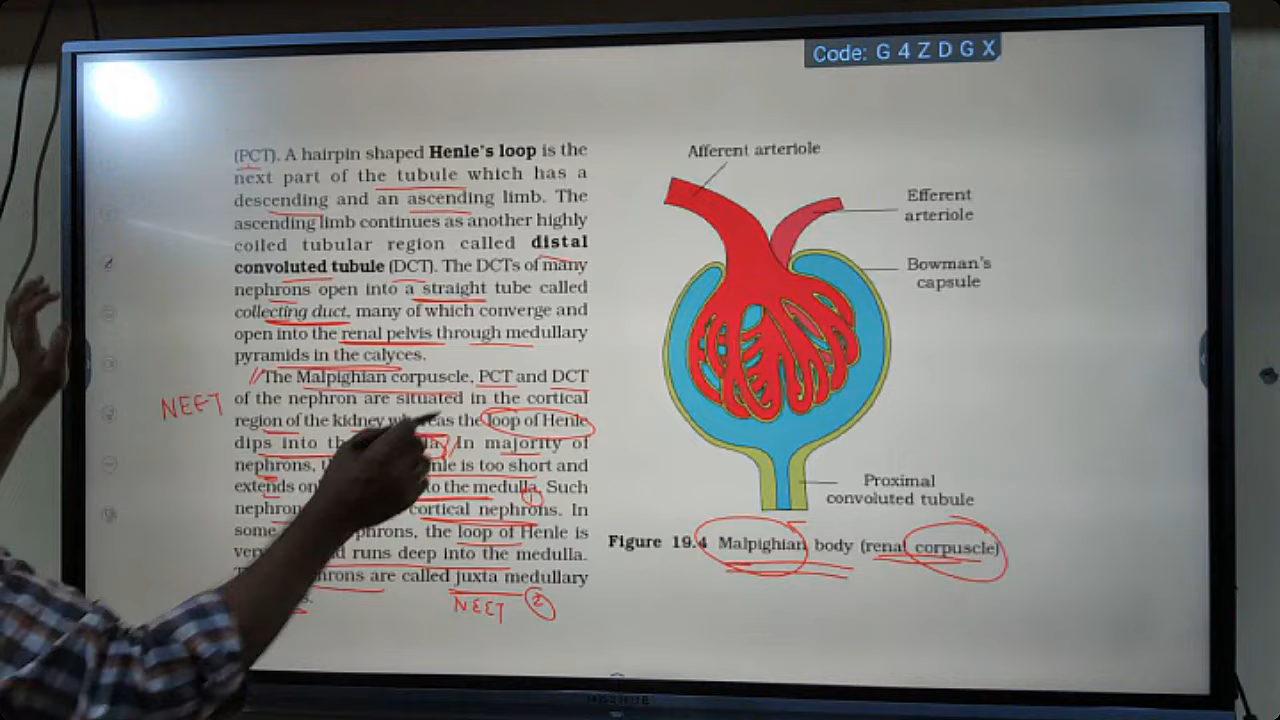 Code: G4ZDGX
(PCT). A hairpin shaped Henle's loop is the
next part of the tubule which has a
descending and an ascending limb. The
ascending limb continues as another highly
coiled tubular region called distal
convoluted tubule (DCT). The DCTs of many
nephrons open into a straight tube called
collecting duct, many of which converge and
open into the renal pelvis through medullary
pyramids in the calyces.
The Malpighian corpuscle, PCT and DCT
NEET
of the nephron are situated in the cortical
region of the kidney whereas the loop of Henle
dips into
In majority of
nephrons, is too short and
extends to the medulla. Such
cortical nephrons. In
some the loop of Henle is
runs deep into the medulla.
are called juxta medullary
NEET 2
1
Afferent arteriole
Efferent
arteriole
Bowman's
capsule
Proximal
convoluted tubule
Figure 19.4 Malpighian body (renal corpuscle)